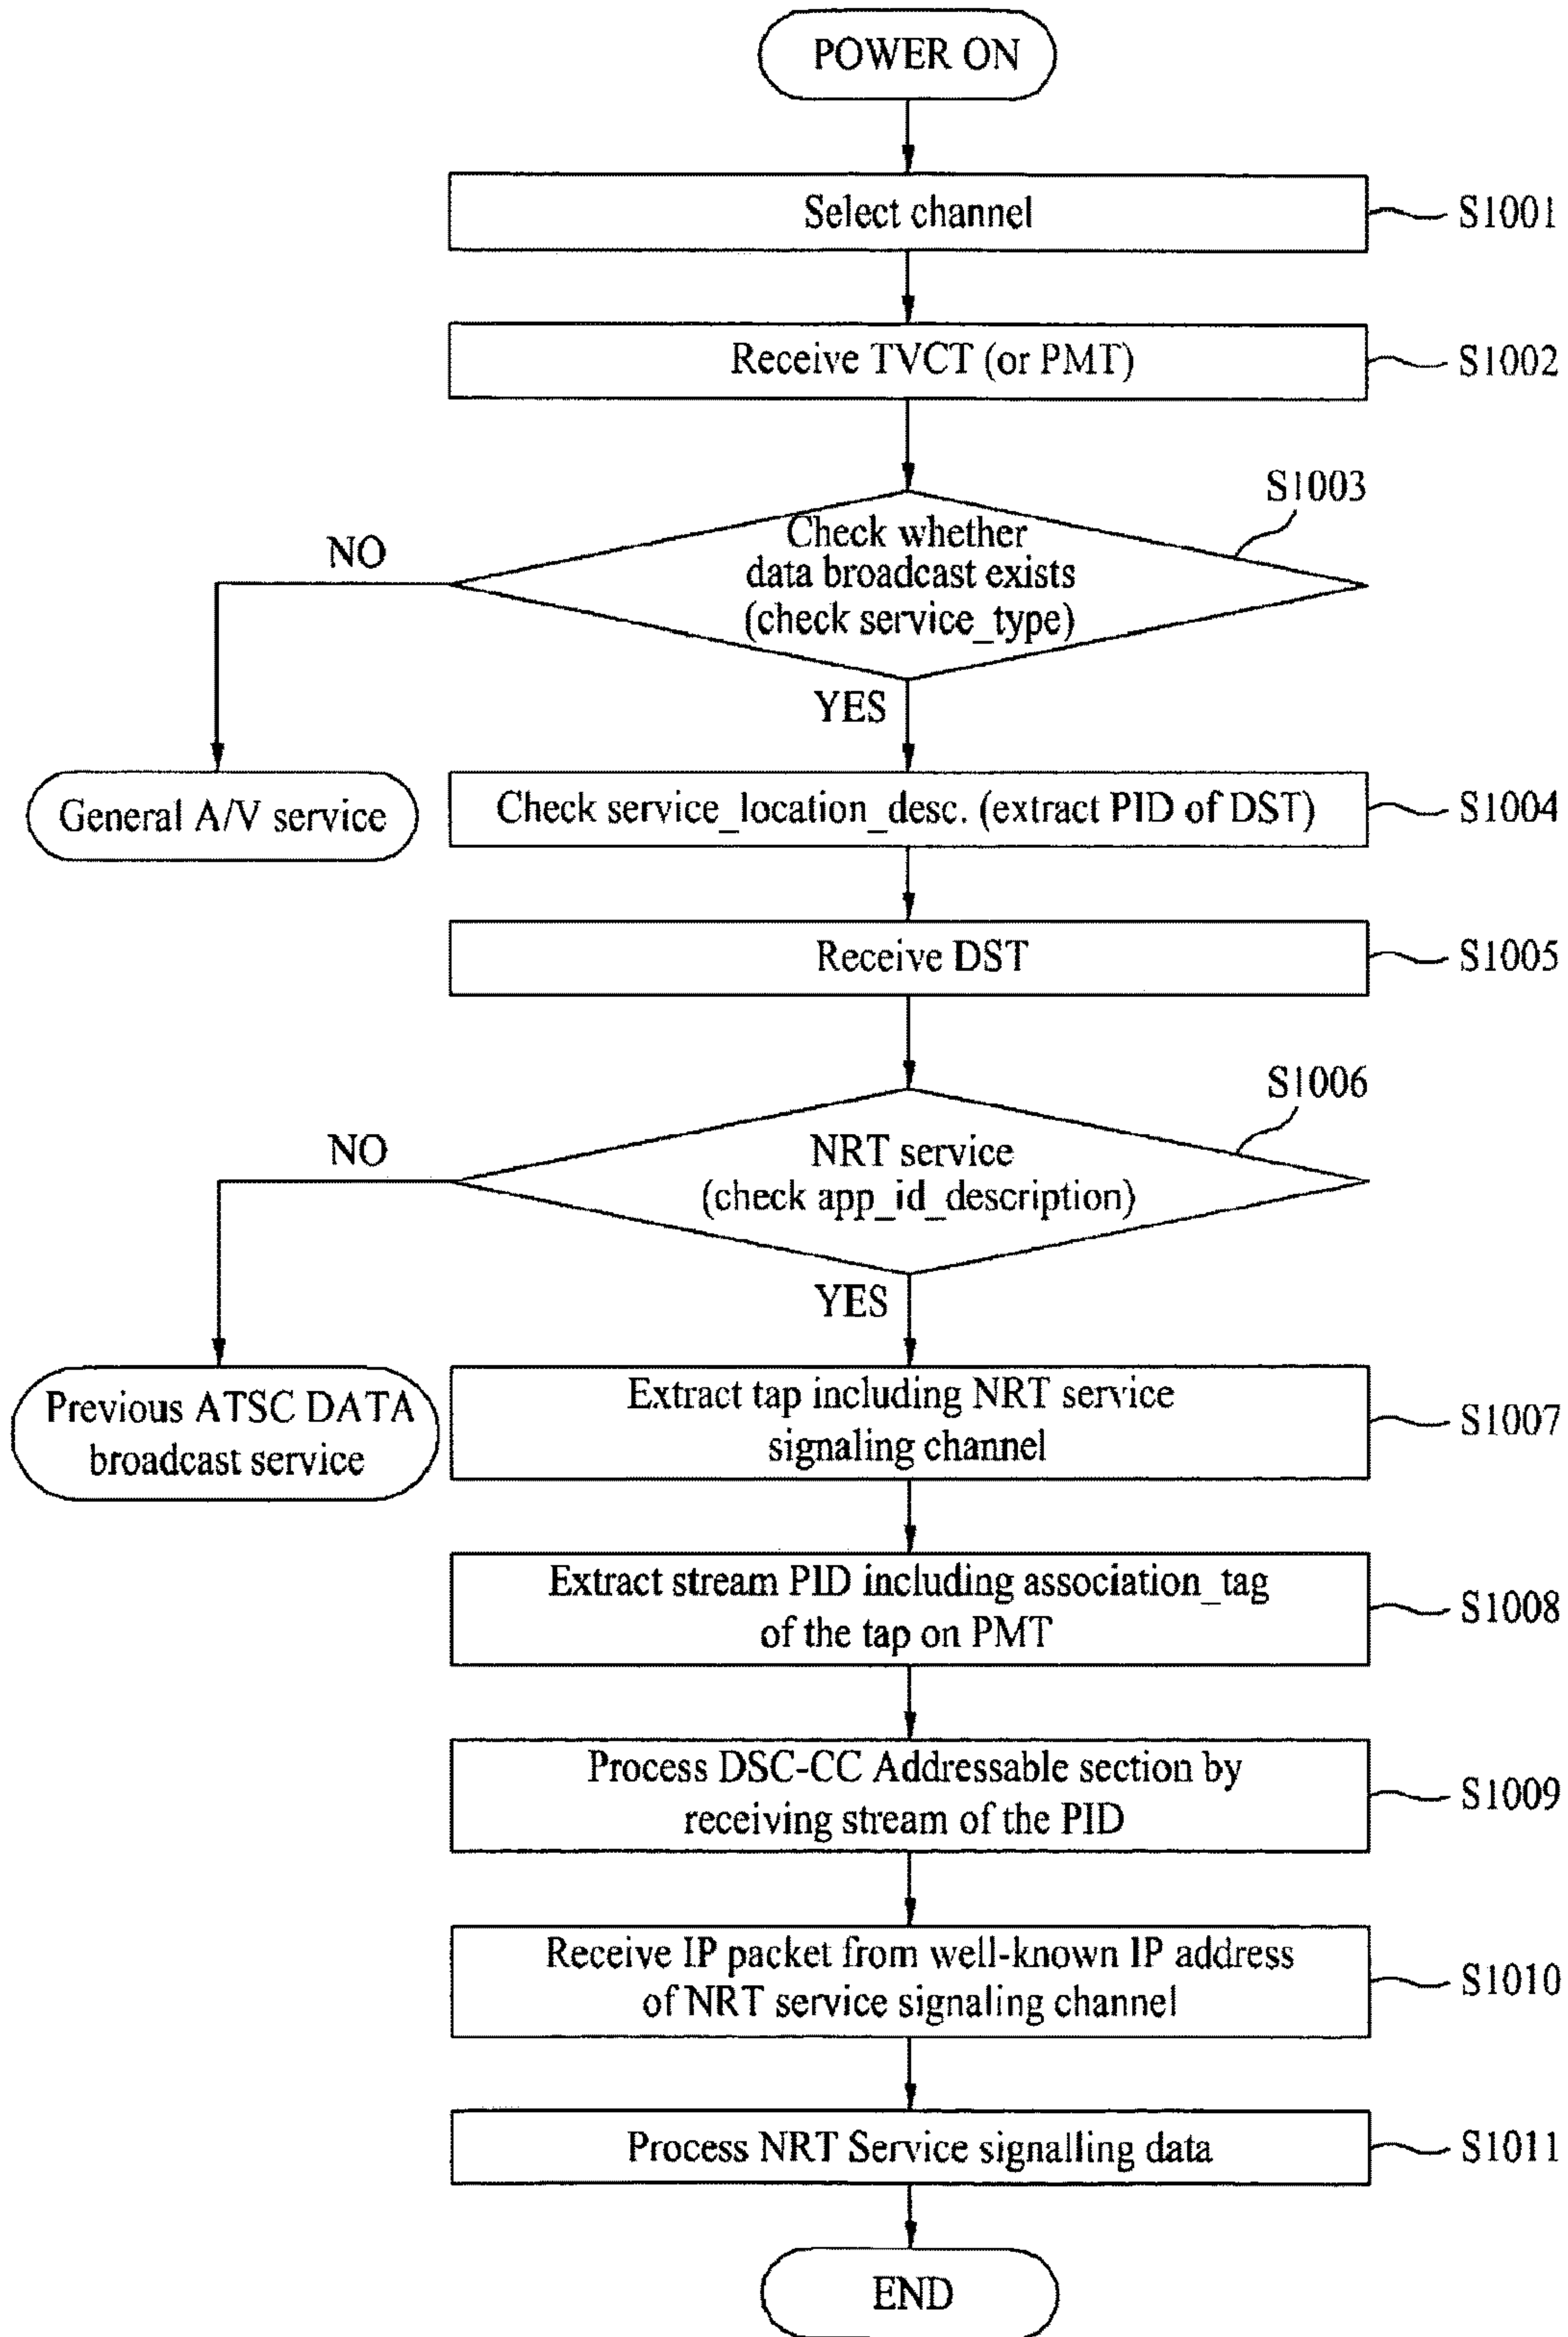 POWER ON
Select channel
S1001
Receive TVCT (or PMT)
S1002
S1003
Check whether
data broadcast exists
(check service_type)
NO
YES
General A/V service
Check service_location_desc. (extract PID of DST)
S1004
Receive DST
S1005
S1006
NRT service
(check app_id_description)
NO
YES
Previous ATSC DATA
broadcast service
Extract tap including NRT service
signaling channel
S1007
Extract stream PID including association_tag
of the tap on PMT
S1008
Process DSC-CC Addressable section by
receiving stream of the PID
S1009
Receive IP packet from well-known IP address
of NRT service signaling channel
S1010
Process NRT Service signalling data
S1011
END